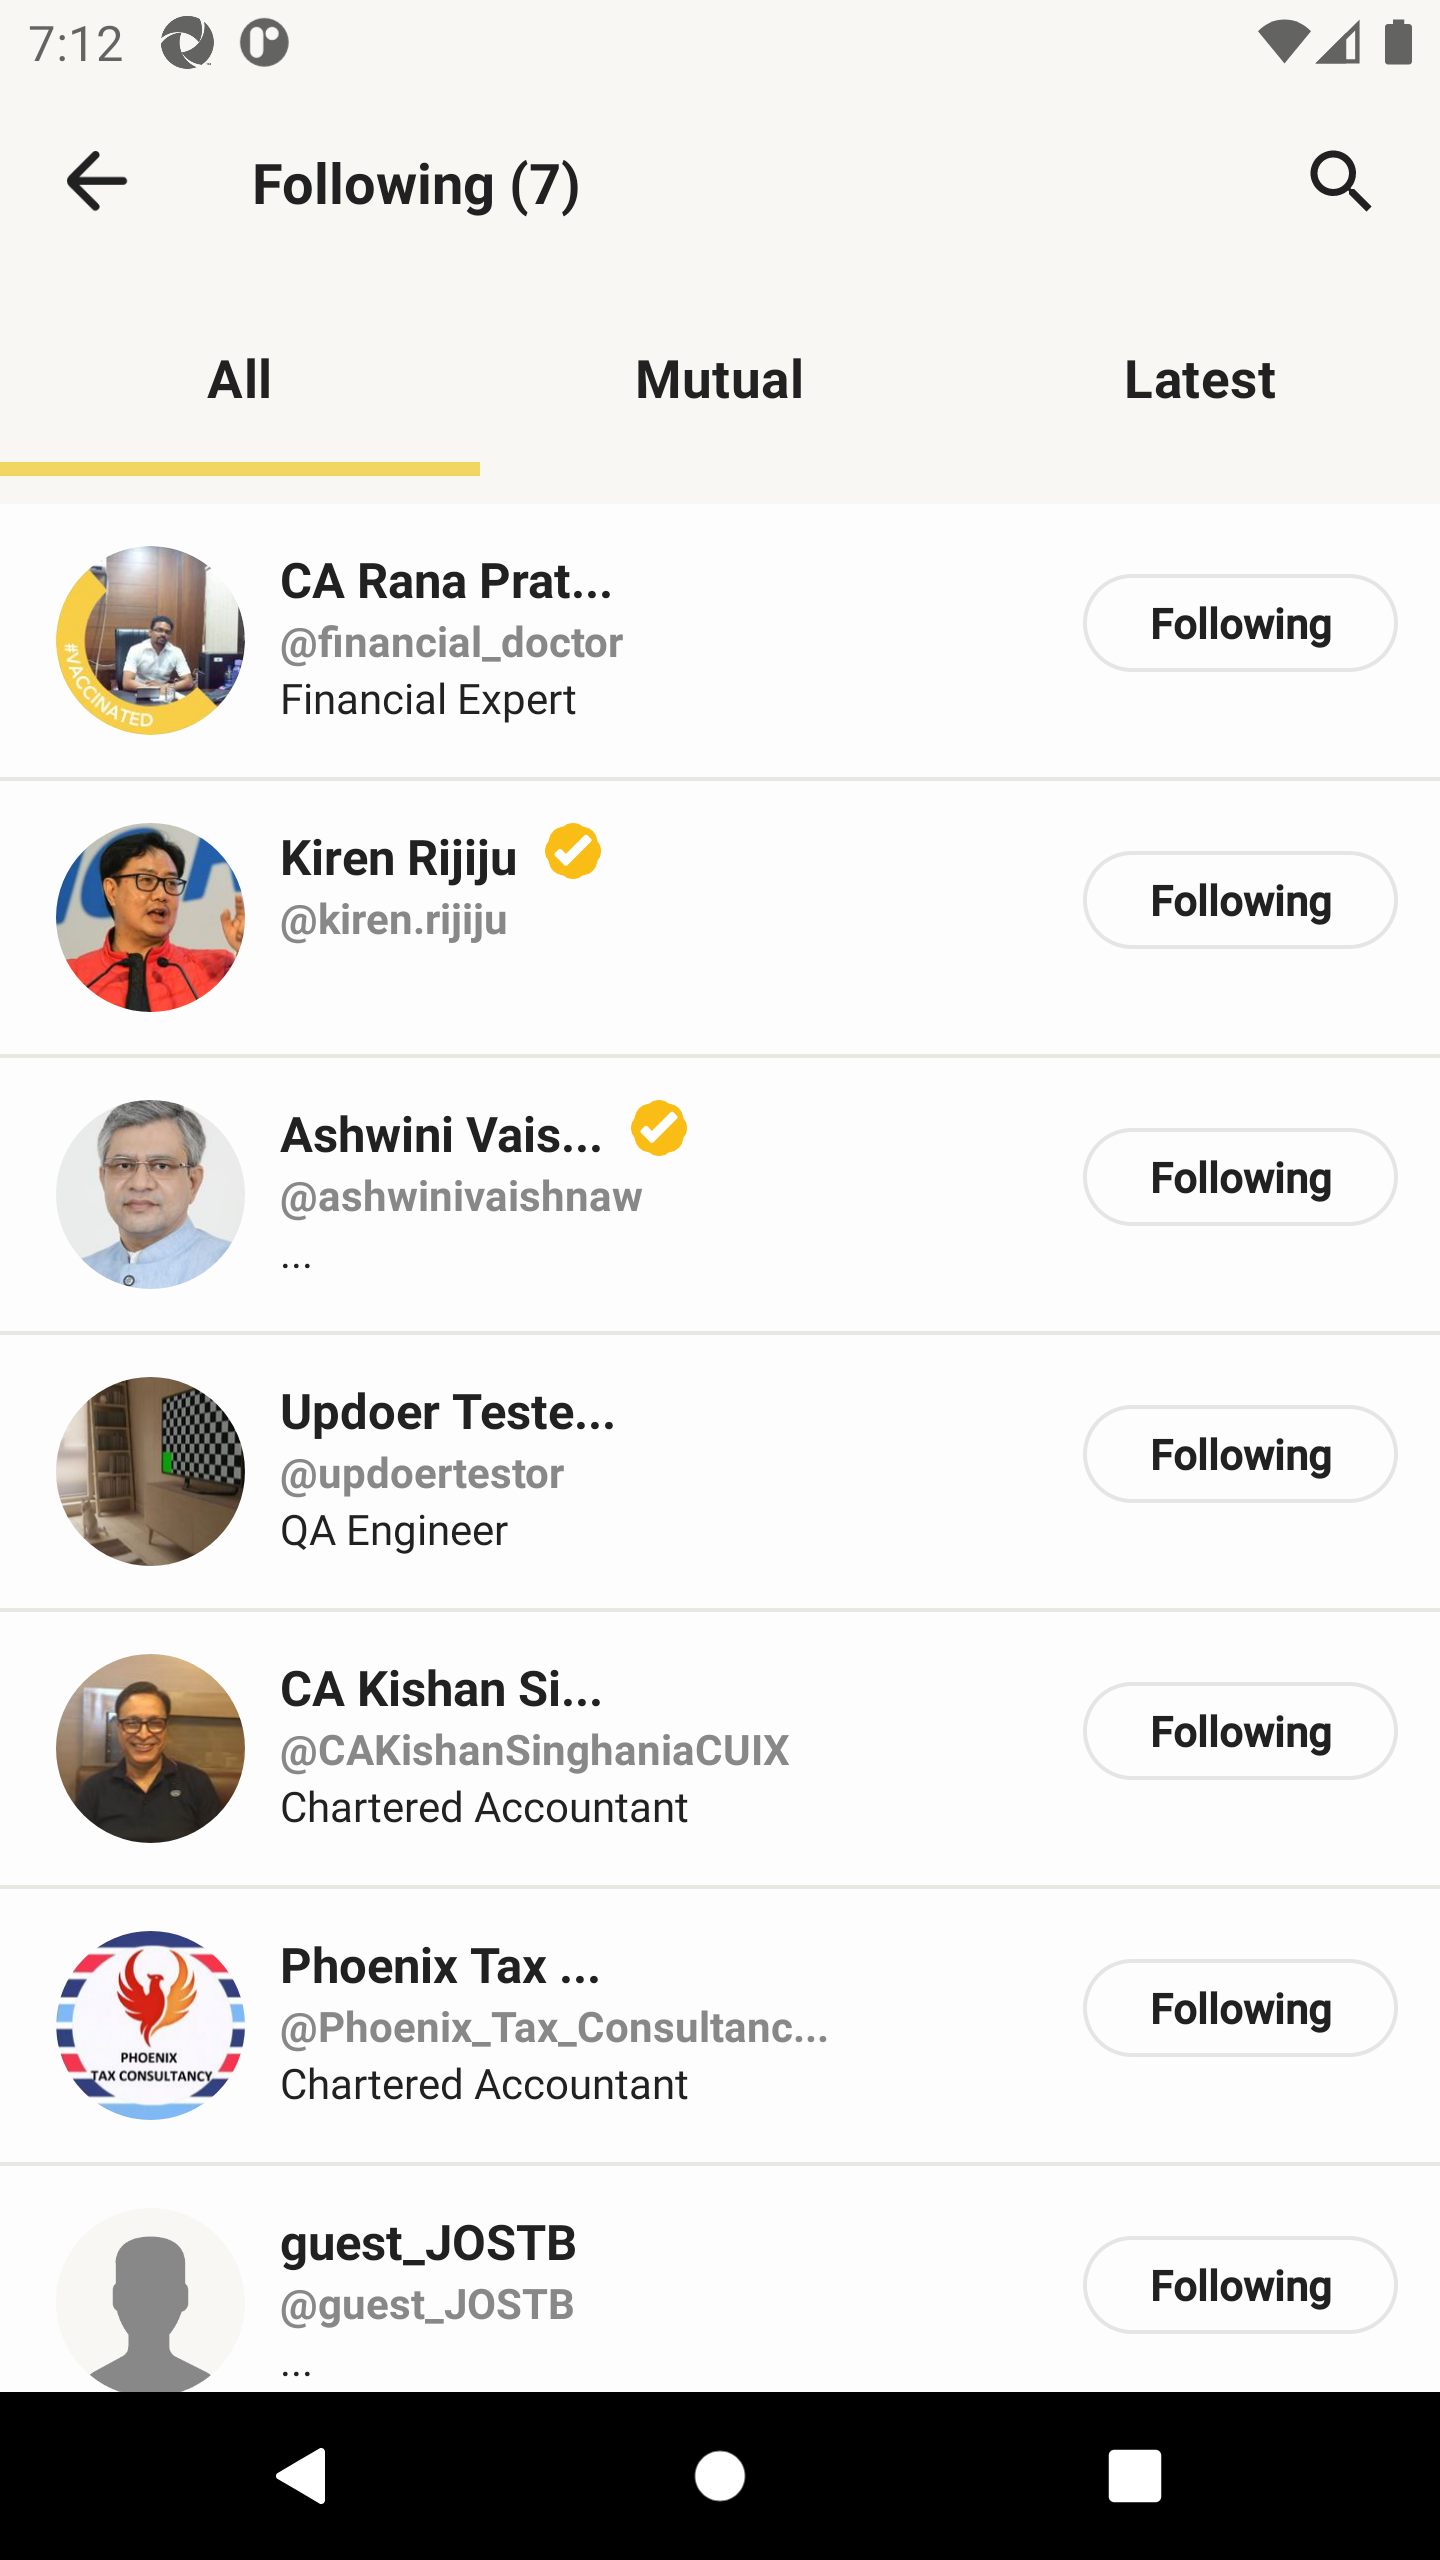 7:12
Following (7)
All
Mutual
Latest
CA Rana Prat...
@financial_doctor
Financial Expert
Following
#VACCINATED
Kiren Rijiju
@kiren.rijiju
Following
Ashwini Vais...
@ashwinivaishnaw
...
Following
Updoer Teste...
@updoertestor
QA Engineer
Following
CA Kishan Si...
@CAKishanSinghaniaCUIX
Chartered Accountant
Following
Phoenix Tax ...
@Phoenix_Tax_Consultanc...
Chartered Accountant
Following
PHOENIX
TAX CONSULTANCY
guest_JOSTB
@guest_JOSTB
...
Following